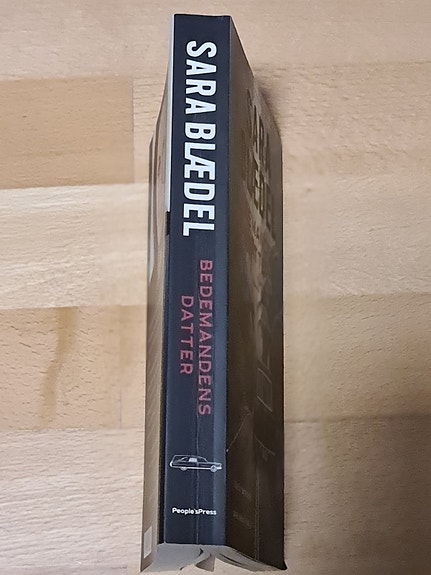 SARA BLÆDEL
BEDEMANDENS
DATTER
People'sPress